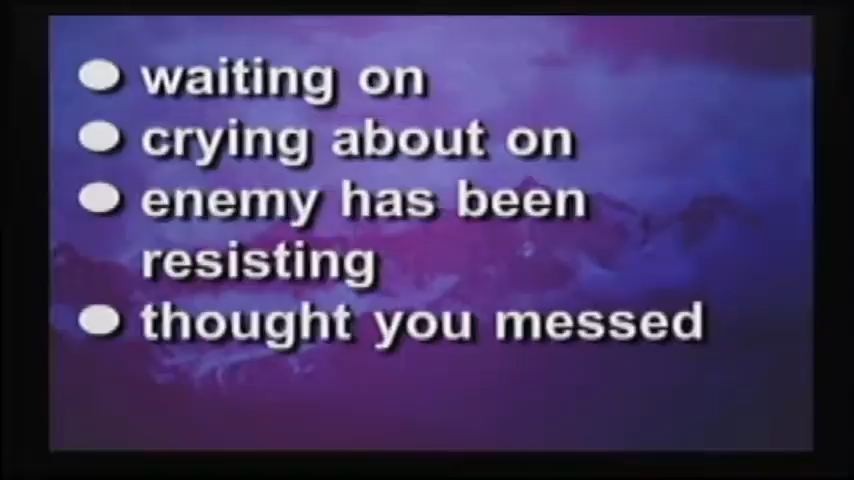 • waiting on
• crying about on
• enemy has been
resisting
• thought you messed